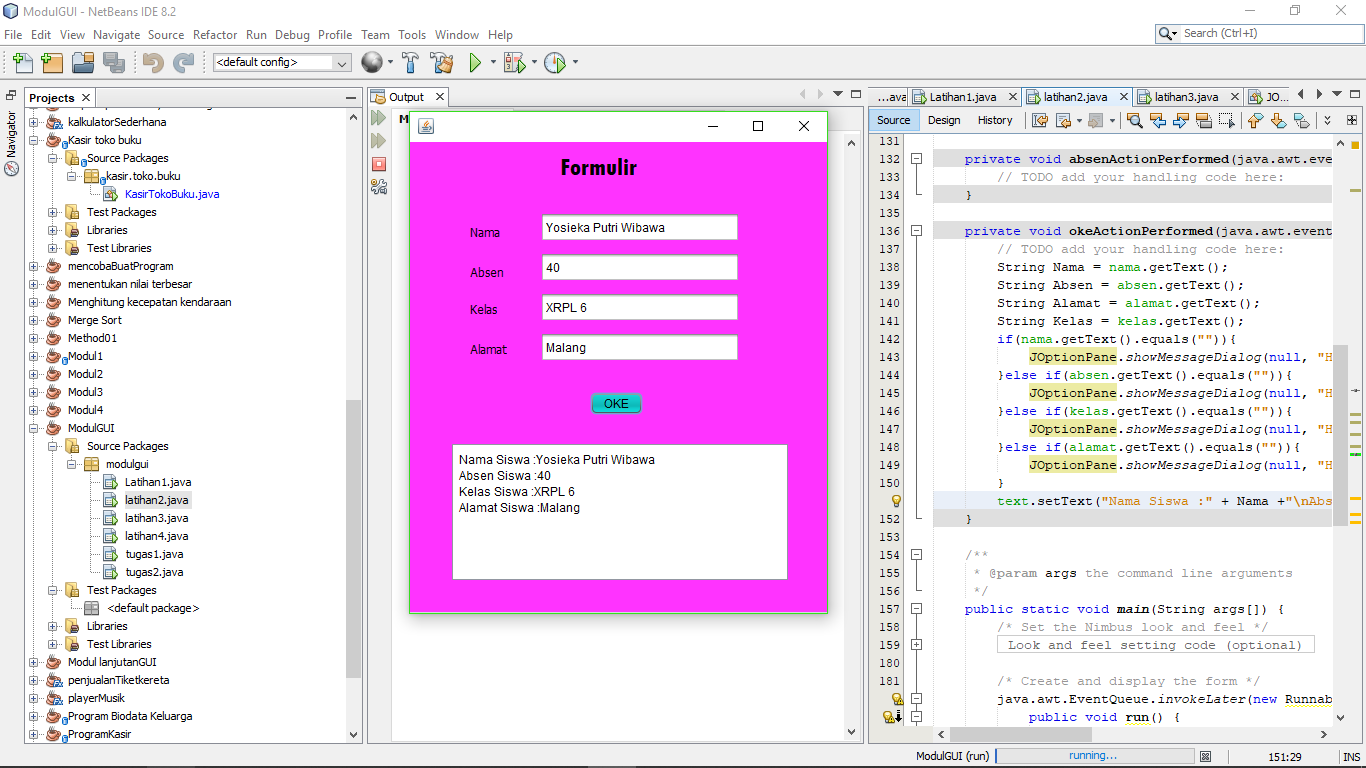 ModulGUI - NetBeans IDE 8.2
File Edit View Navigate Source Refactor Run Debug Profile Team Tools Window Help
Search (Ctrl+I)
<default config>
Projects
Navigator
kalkulatorSederhana
Kasir toko buku
Source Packages
kasir.toko.buku
KasirTokoBuku.java
Test Packages
Libraries
Test Libraries
mencobaBuatProgram
menentukan nilai terbesar
Menghitung kecepatan kendaraan
Merge Sort
Method01
Modul1
Modul2
Modul3
Modul4
ModulGUI
Source Packages
modulgui
Latihan1.java
latihan2.java
latihan3.java
latihan4.java
tugas1.java
tugas2.java
Test Packages
<default package>
Libraries
Test Libraries
Modul lanjutanGUI
penjualanTiketkereta
playerMusik
Program Biodata Keluarga
ProgramKasir
Output
M
Formulir
Nama Yosieka Putri Wibawa
Absen 40
Kelas XRPL 6
Alamat Malang
OKE
Nama Siswa :Yosieka Putri Wibawa
Absen Siswa :40
Kelas Siswa :XRPL 6
Alamat Siswa :Malang
...ava Latihan1.java latihan2.java latihan3.java JO...
Source Design History
131
132 private void absenActionPerformed(java.awt.eve
133 // TODO add your handling code here:
134 }
135
136 private void okeActionPerformed(java.awt.event
137 // TODO add your handling code here:
138 String Nama = nama.getText();
139 String Absen = absen.getText();
140 String Alamat = alamat.getText();
141 String Kelas = kelas.getText();
142 if(nama.getText().equals("")){
143 JOptionPane.showMessageDialog(null, "H
144 }else if(absen.getText().equals("")){
145 JOptionPane.showMessageDialog(null, "H
146 }else if(kelas.getText().equals("")){
147 JOptionPane.showMessageDialog(null, "H
148 }else if(alamat.getText().equals("")){
149 JOptionPane.showMessageDialog(null, "H
150 }
text.setText("Nama Siswa :" + Nama +"\nAbs
152 }
153
154 /**
155 * @param args the command line arguments
156 */
157 public static void main(String args[]) {
158 /* Set the Nimbus look and feel */
159 Look and feel setting code (optional)
180
181 /* Create and display the form */
java.awt.EventQueue.invokeLater(new Runnab
public void run() {
ModulGUI (run) running... 151:29 INS